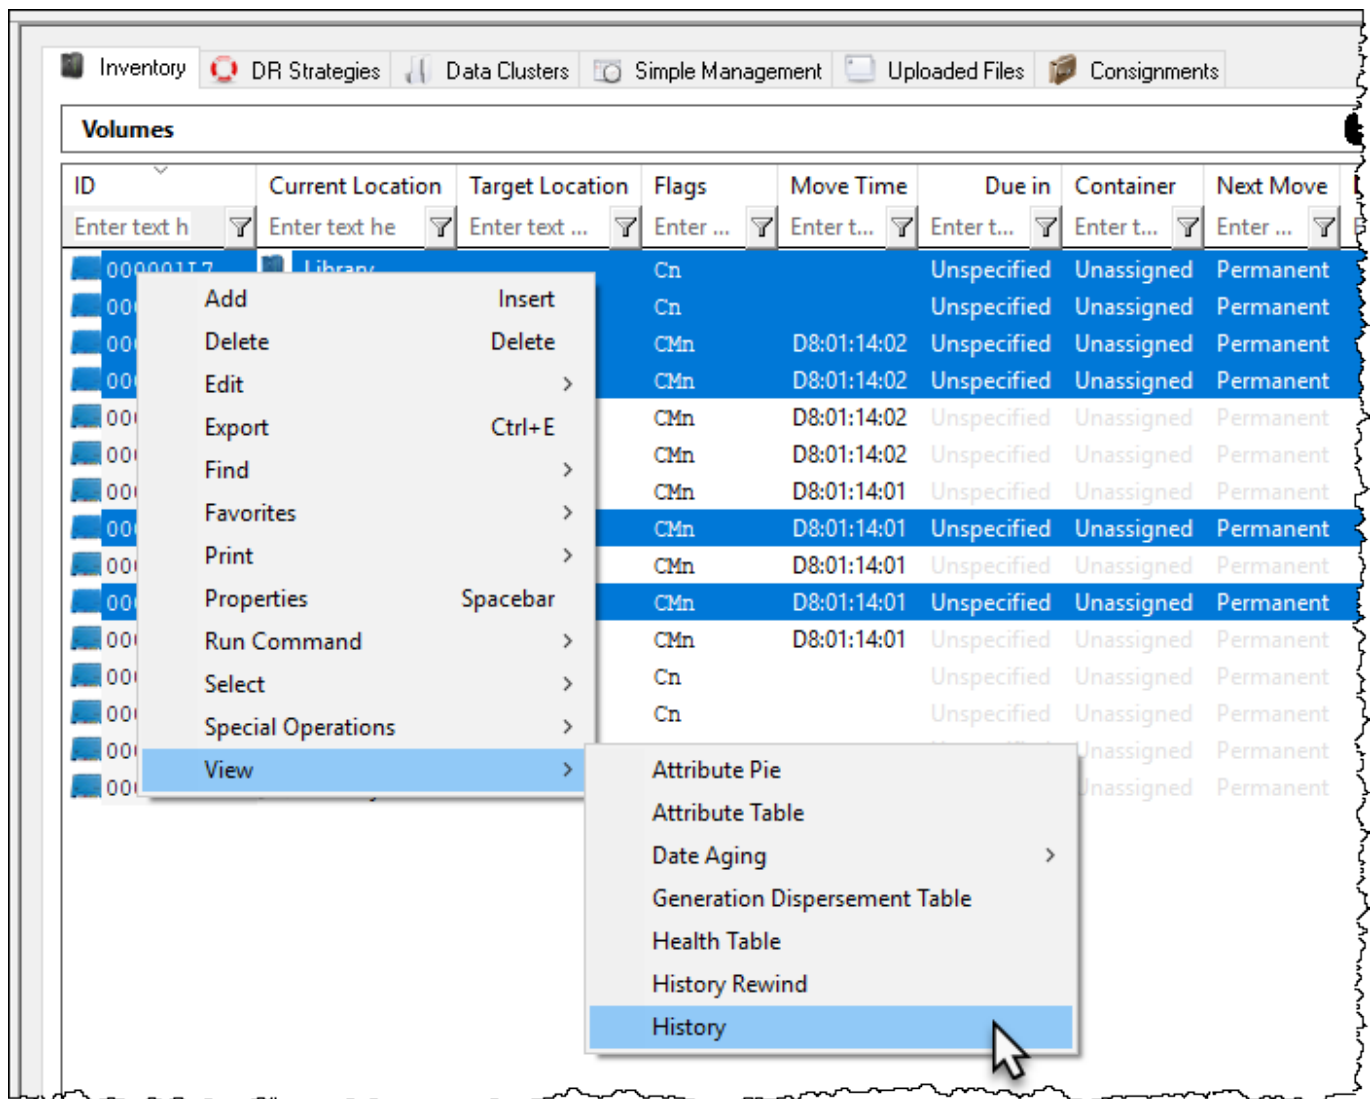 Inventory DR Strategies Data Clusters Simple Management Uploaded Files Consignments
Volumes
ID Current Location Target Location Flags Move Time Due in Container Next Move
Enter text h Enter text he Enter text ... Enter ... Enter t... Enter t... Enter t... Enter ...
000001L7 Library Cn Unspecified Unassigned Permanent
Add Insert
Cn Unspecified Unassigned Permanent
Delete Delete
CMn D8:01:14:02 Unspecified Unassigned Permanent
Edit
CMn D8:01:14:02 Unspecified Unassigned Permanent
Export Ctrl+E
CMn D8:01:14:02 Unspecified Unassigned Permanent
Find
CMn D8:01:14:02 Unspecified Unassigned Permanent
CMn D8:01:14:01 Unspecified Unassigned Permanent
Favorites
CMn D8:01:14:01 Unspecified Unassigned Permanent
Print
CMn D8:01:14:01 Unspecified Unassigned Permanent
Properties Spacebar
CMn D8:01:14:01 Unspecified Unassigned Permanent
Run Command
CMn D8:01:14:01 Unspecified Unassigned Permanent
Select
Cn Unspecified Unassigned Permanent
Special Operations
Cn Unspecified Unassigned Permanent
Unassigned Permanent
View
Unassigned Permanent
Attribute Pie
Attribute Table
Date Aging
Generation Dispersement Table
Health Table
History Rewind
History